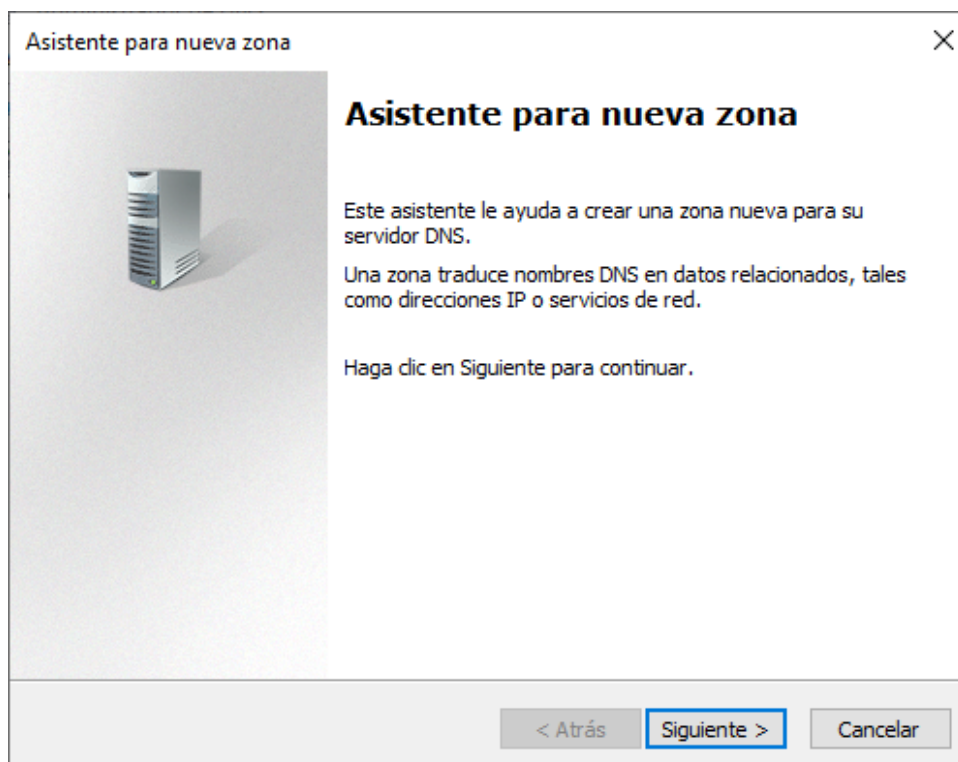 Asistente para nueva zona
Asistente para nueva zona
Este asistente le ayuda a crear una zona nueva para su
servidor DNS.
Una zona traduce nombres DNS en datos relacionados, tales
como direcciones IP o servicios de red.
Haga clic en Siguiente para continuar.
< Atrás
Siguiente >
Cancelar